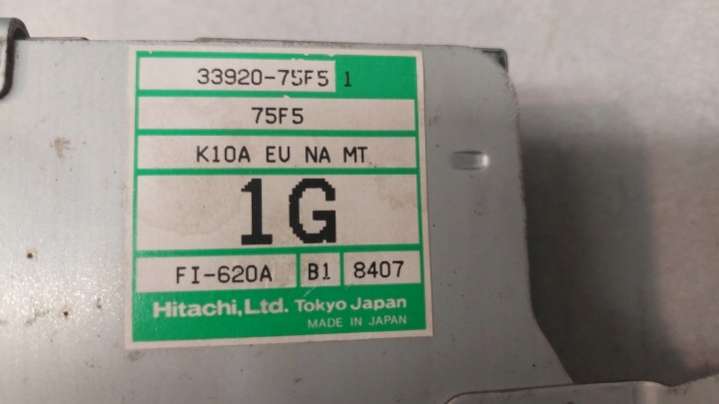 33920-75F5 1
75F5
K10A EU NA MT
1G
FI-620A B1 8407
Hitachi, Ltd. Tokyo Japan
MADE IN JAPAN